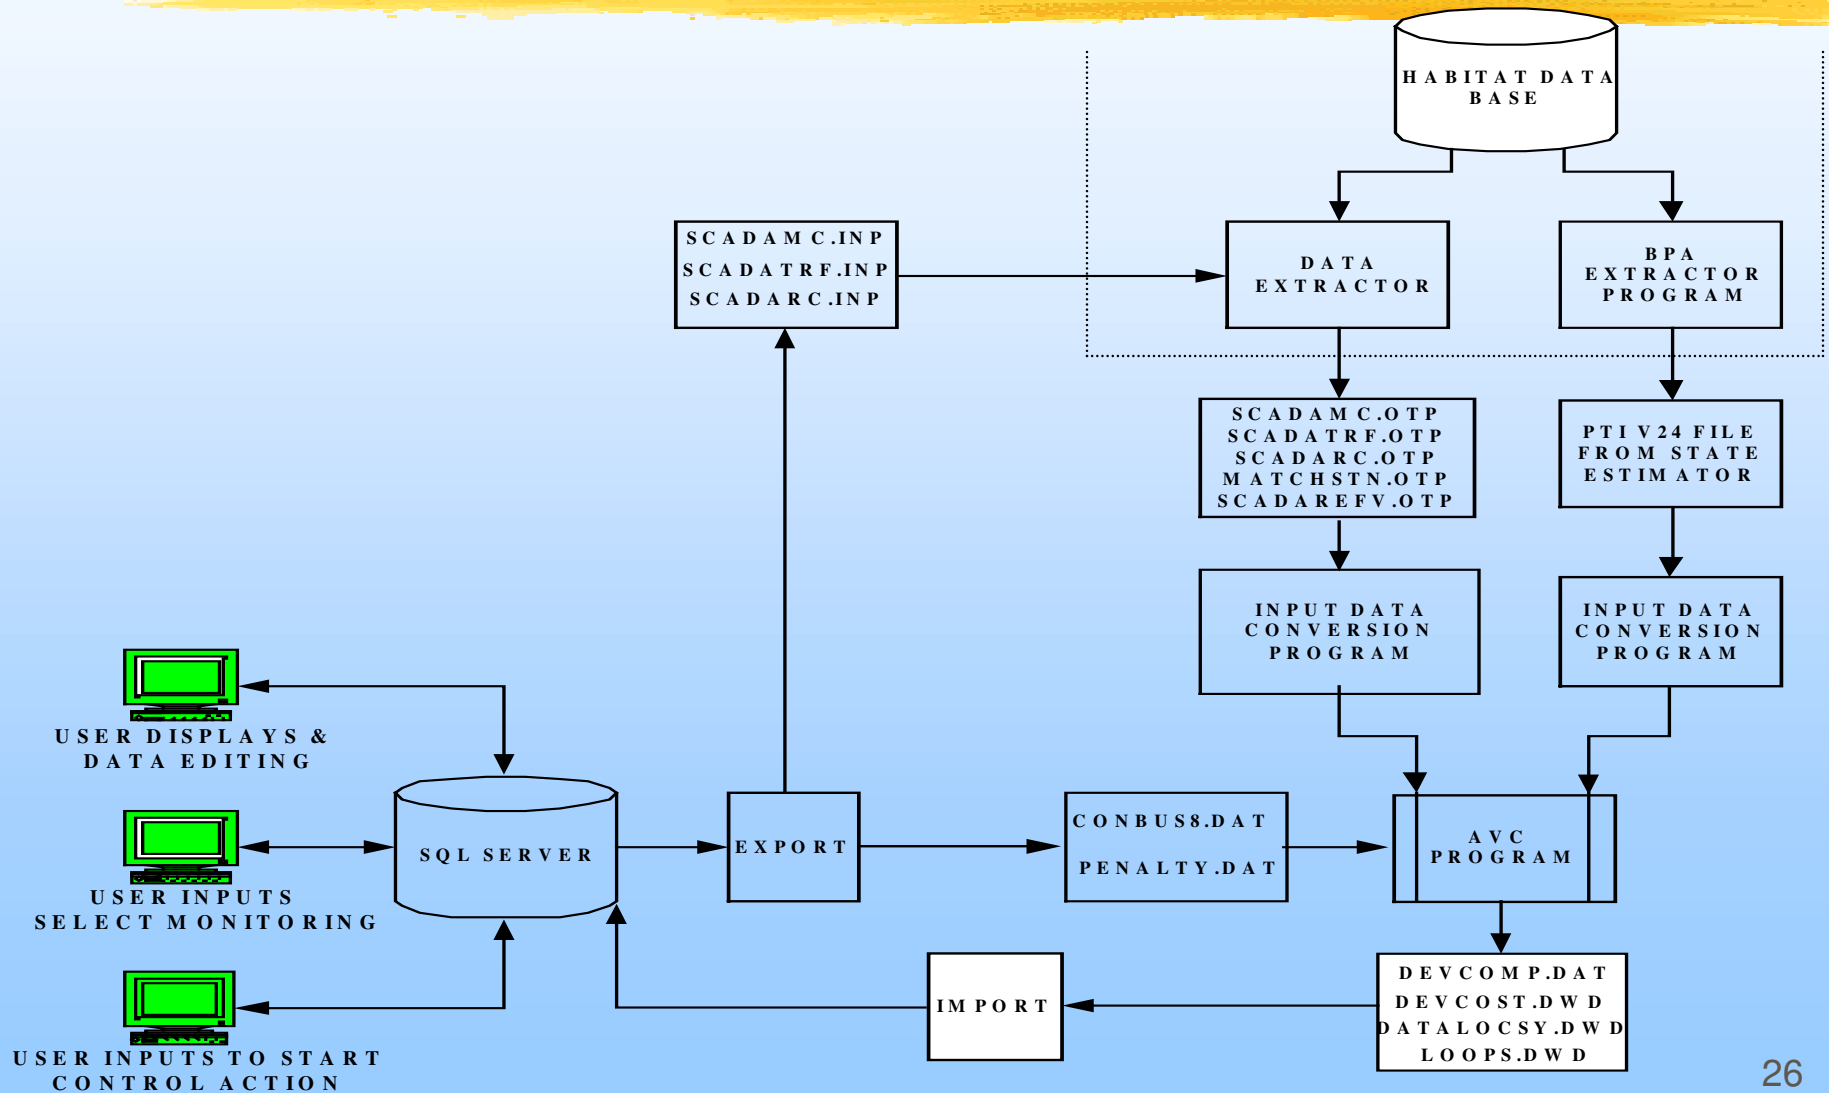 HABITAT DATA
BASE
SCADAMC.INP
SCADATRF.INP
SCADARC.INP
DATA
EXTRACTOR
BPA
EXTRACTOR
PROGRAM
SCADAMC.OTP
SCADATRF.OTP
SCADARC.OTP
MATCHSTN.OTP
SCADAREFV.OTP
PTI V24 FILE
FROM STATE
ESTIMATOR
INPUT DATA
CONVERSION
PROGRAM
INPUT DATA
CONVERSION
PROGRAM
USER DISPLAYS &
DATA EDITING
USER INPUTS
SELECT MONITORING
USER INPUTS TO START
CONTROL ACTION
SQL SERVER
EXPORT
CONBUS8.DAT
PENALTY.DAT
AVC
PROGRAM
IMPORT
DEVCOMP.DAT
DEVCOST.DWD
DATALOCSY.DWD
LOOPS.DWD
26